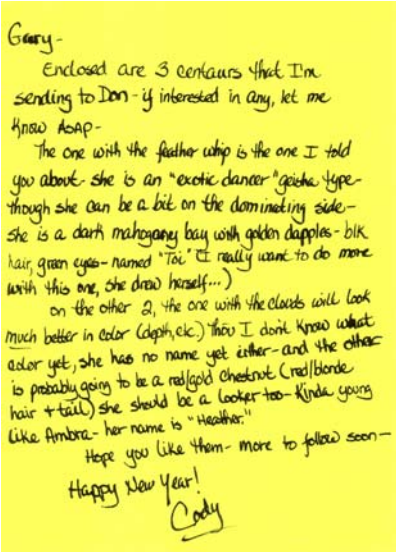 Gary-
Enclosed are 3 centaurs that I'm
sending to Don - if interested in any, let me
Know ASAP-
The one with the feather whip is the one I told
you about- she is an "exotic dancer" geisha type-
though she can be a bit on the dominating side-
she is a dark mahogany bay with golden dapples- blk
hair, green eyes- named "Toi" (I really want to do more
with this one, she drew herself...)
on the other 2, the one with the clouds will look
much better in color (depth, etc.) Thou I don't Know what
color yet, she has no name yet either- and the other
is probably going to be a red/gold chestnut (red/blonde
hair + tail) she should be a looker too- Kinda young
like Ambra- her name is "Heather."
Hope you like them- more to follow soon-
Happy New Year!
Cody